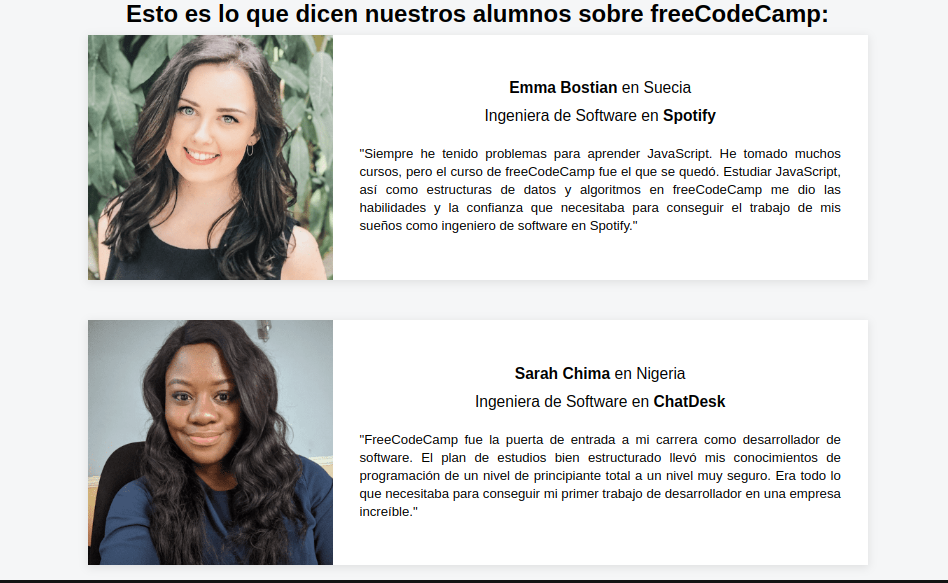 Esto es lo que dicen nuestros alumnos sobre freeCodeCamp:
Emma Bostian en Suecia
Ingeniera de Software en Spotify
"Siempre he tenido problemas para aprender JavaScript. He tomado muchos
cursos, pero el curso de freeCodeCamp fue el que se quedó. Estudiar JavaScript,
así como estructuras de datos y algoritmos en freeCodeCamp me dio las
habilidades y la confianza que necesitaba para conseguir el trabajo de mis
sueños como ingeniero de software en Spotify."
Sarah Chima en Nigeria
Ingeniera de Software en ChatDesk
"FreeCodeCamp fue la puerta de entrada a mi carrera como desarrollador de
software. El plan de estudios bien estructurado llevó mis conocimientos de
programación de un nivel de principiante total a un nivel muy seguro. Era todo lo
que necesitaba para conseguir mi primer trabajo de desarrollador en una empresa
increíble."